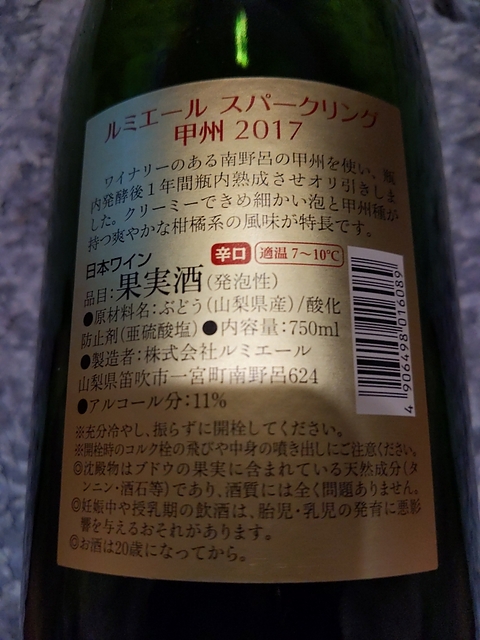 ルミエール スパークリング
甲州 2017
ワイナリーのある南野呂の甲州を使い、瓶
内発酵後1年間瓶内熟成させオリ引きしま
した。クリーミーできめ細かい泡と甲州種が
持つ爽やかな柑橘系の風味が特長です。
辛口 適温 7~10℃
日本ワイン
品目:果実酒(発泡性)
●原材料名:ぶどう(山梨県産)/酸化
防止剤(亜硫酸塩)●内容量:750ml
●製造者:株式会社ルミエール
山梨県笛吹市一宮町南野呂624
●アルコール分:11%
4 906498 016089
※充分冷やし、振らずに開栓してください。
※開栓時のコルク栓の飛びや中身の噴き出しにご注意ください。
◎沈殿物はブドウの果実に含まれている天然成分(タ
ンニン・酒石等)であり、酒質には全く問題ありません。
◎妊娠中や授乳期の飲酒は、胎児・乳児の発育に悪影
響を与えるおそれがあります。
◎お酒は20歳になってから。